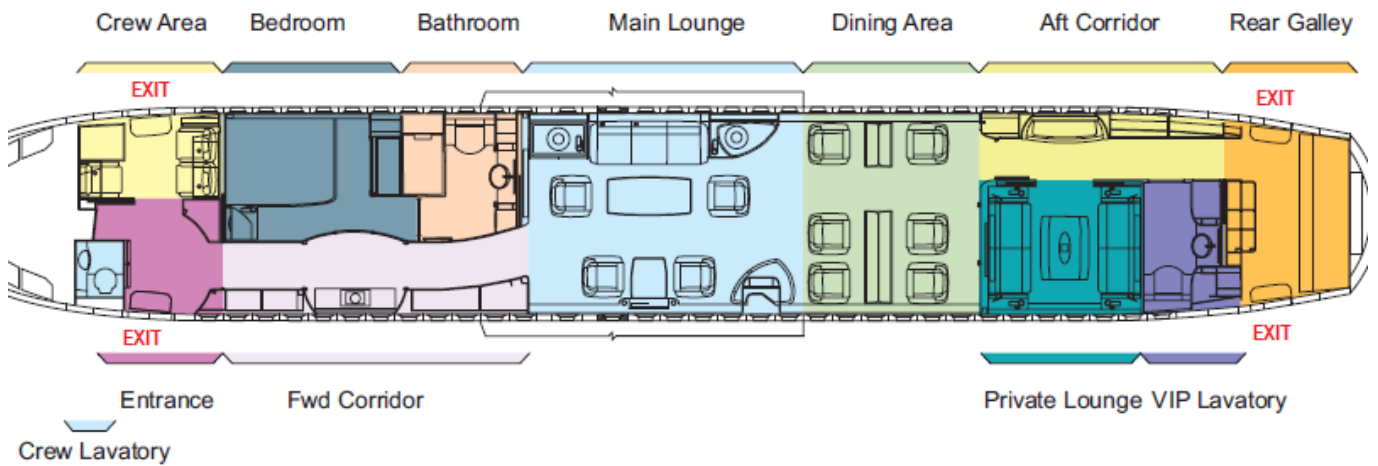 Crew Area Bedroom Bathroom Main Lounge Dining Area Aft Corridor Rear Galley
EXIT EXIT
EXIT EXIT
Entrance Fwd Corridor Private Lounge VIP Lavatory
Crew Lavatory